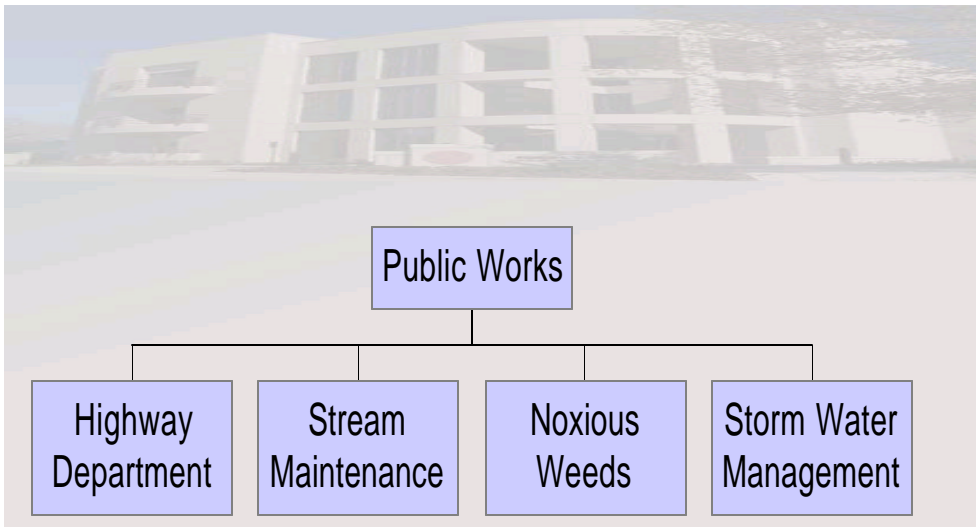 Public Works
Highway
Department
Stream
Maintenance
Noxious
Weeds
Storm Water
Management